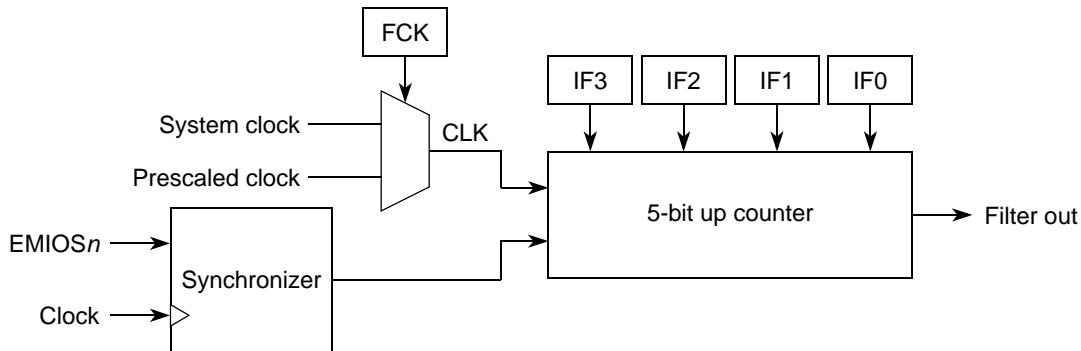 FCK
IF3
IF2
IF1
IF0
System clock
CLK
Prescaled clock
5-bit up counter
Filter out
EMIOSn
Synchronizer
Clock